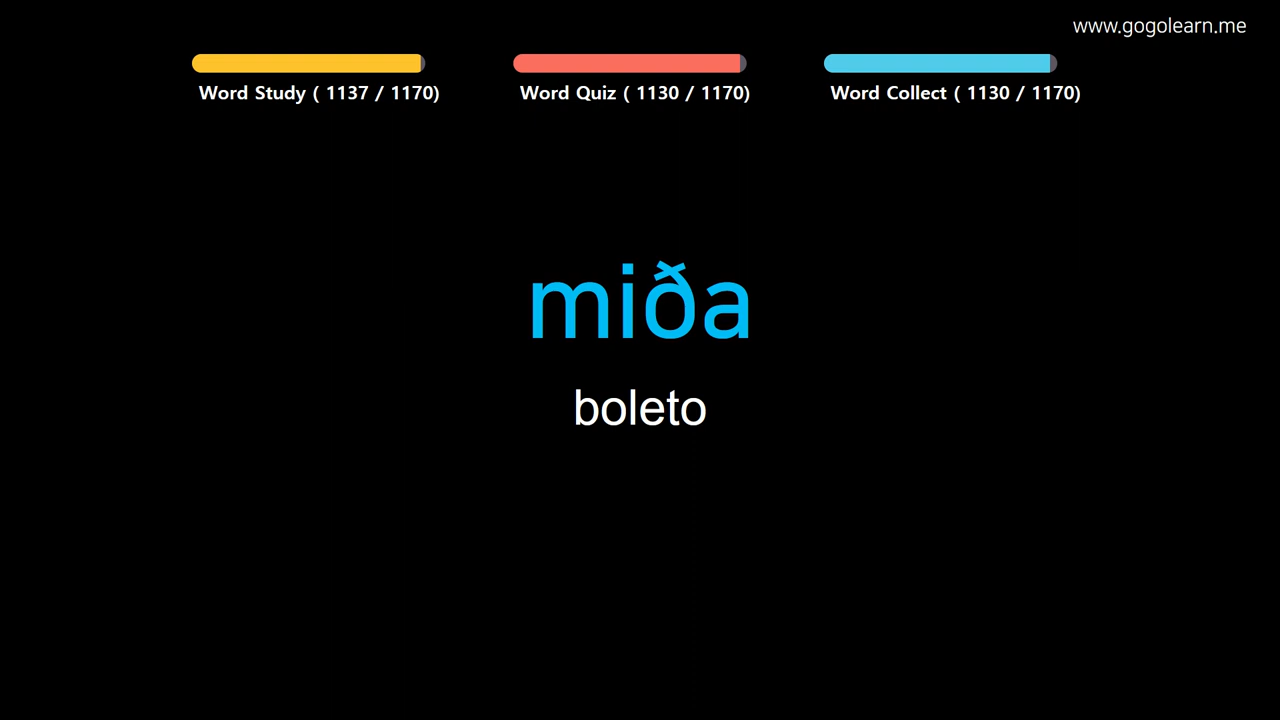 www.gogolearn.me
Word Study ( 1137 / 1170)
Word Quiz ( 1130 / 1170)
Word Collect ( 1130 / 1170)
miða
boleto